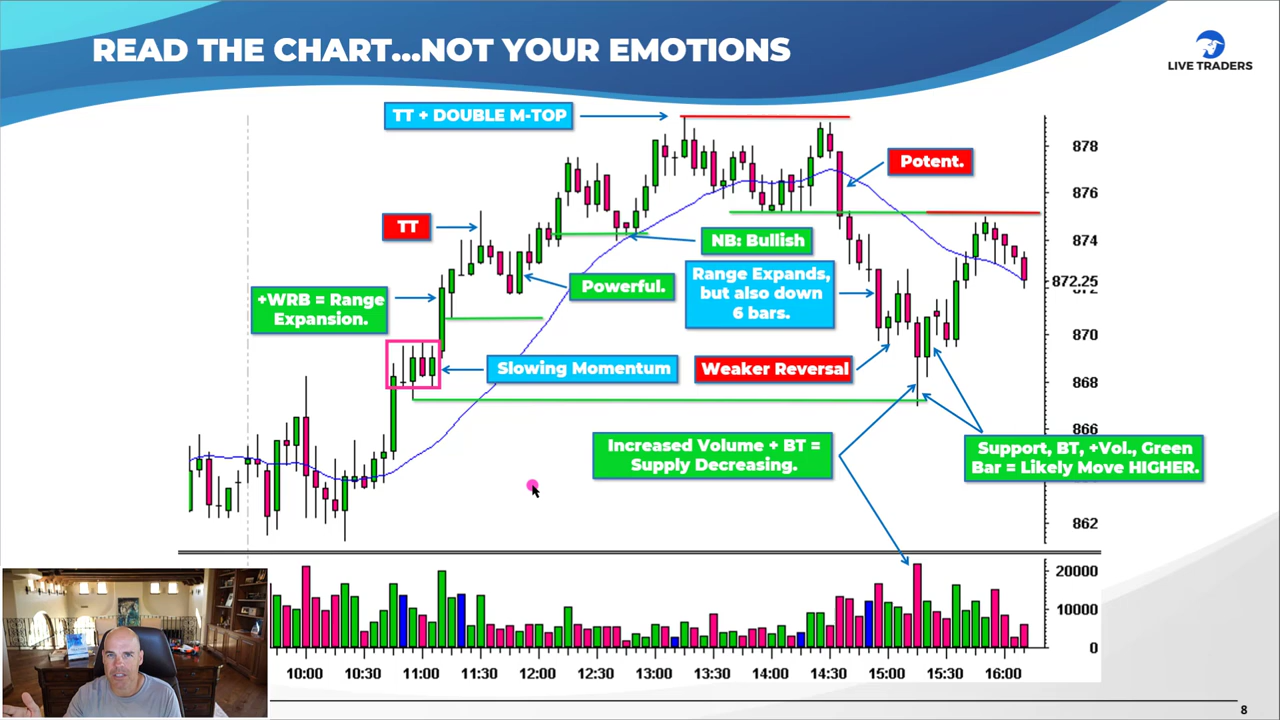 READ THE CHART...NOT YOUR EMOTIONS
LIVE TRADERS
TT + DOUBLE M-TOP
Potent.
TT
NB: Bullish
Powerful.
Range Expands,
but also down
6 bars.
+WRB = Range
Expansion.
Slowing Momentum
Weaker Reversal
Increased Volume + BT =
Supply Decreasing.
Support, BT, +Vol., Green
Bar = Likely Move HIGHER.
878
876
874
872.25
870
868
866
862
20000
10000
0
10:00 10:30 11:00 11:30 12:00 12:30 13:00 13:30 14:00 14:30 15:00 15:30 16:00
8